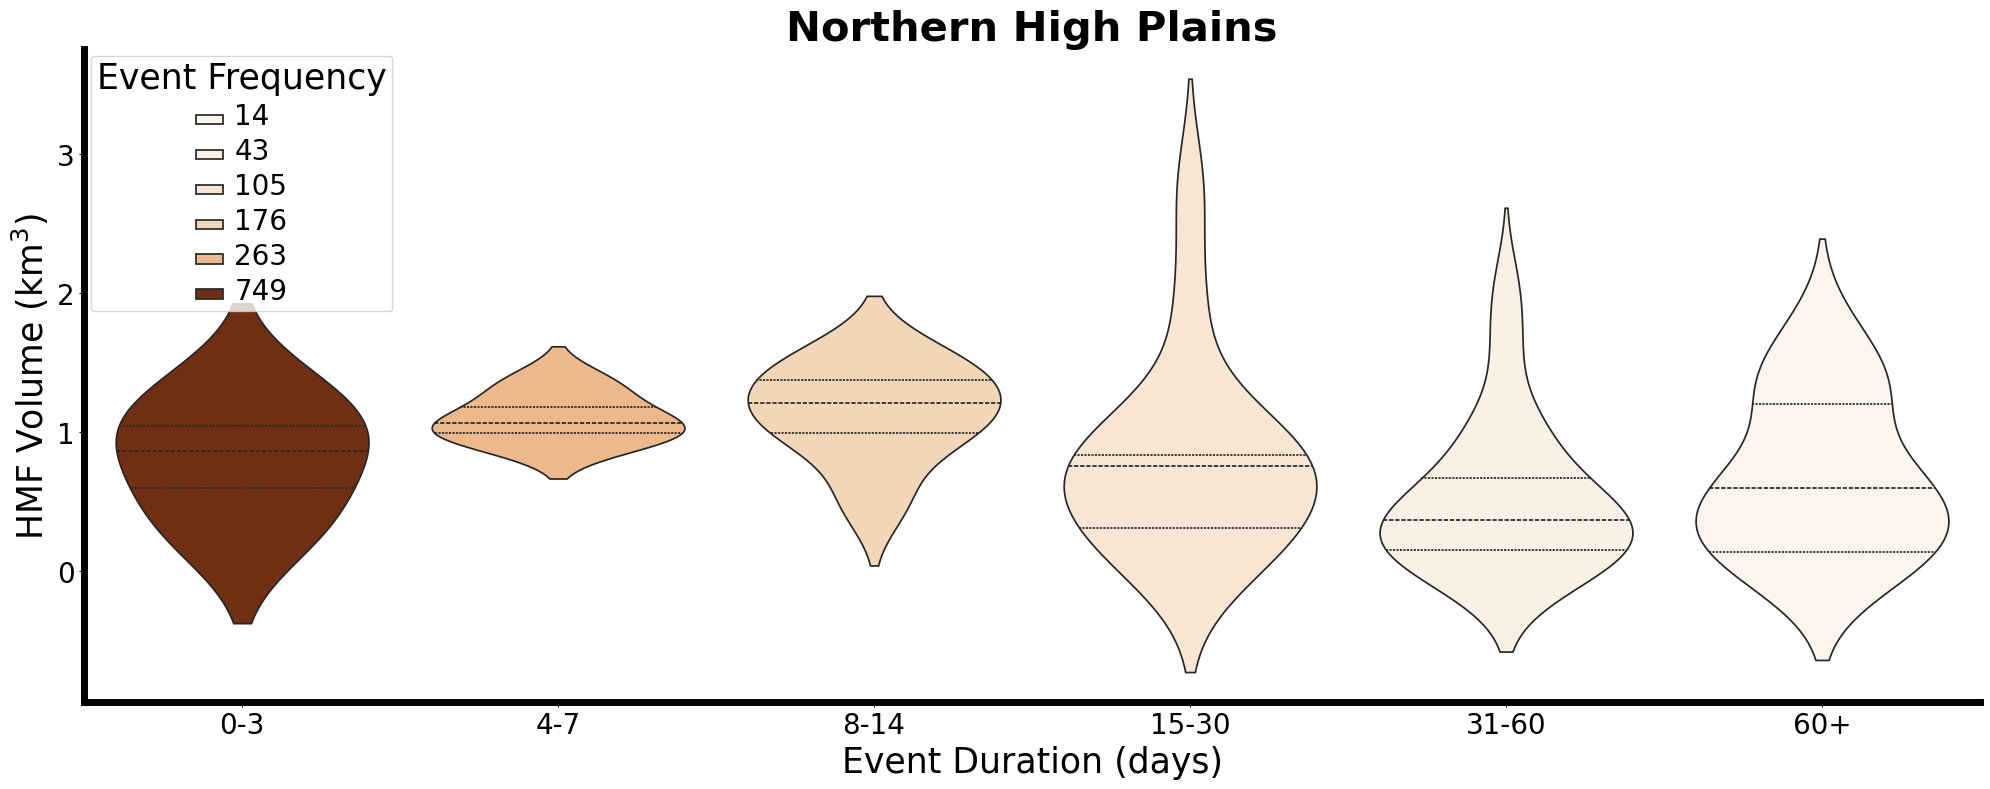 Northern High Plains
Event Frequency
14
43
105
176
263
749
HMF Volume (km³)
3
2
1
0
0-3 4-7 8-14 15-30 31-60 60+
Event Duration (days)